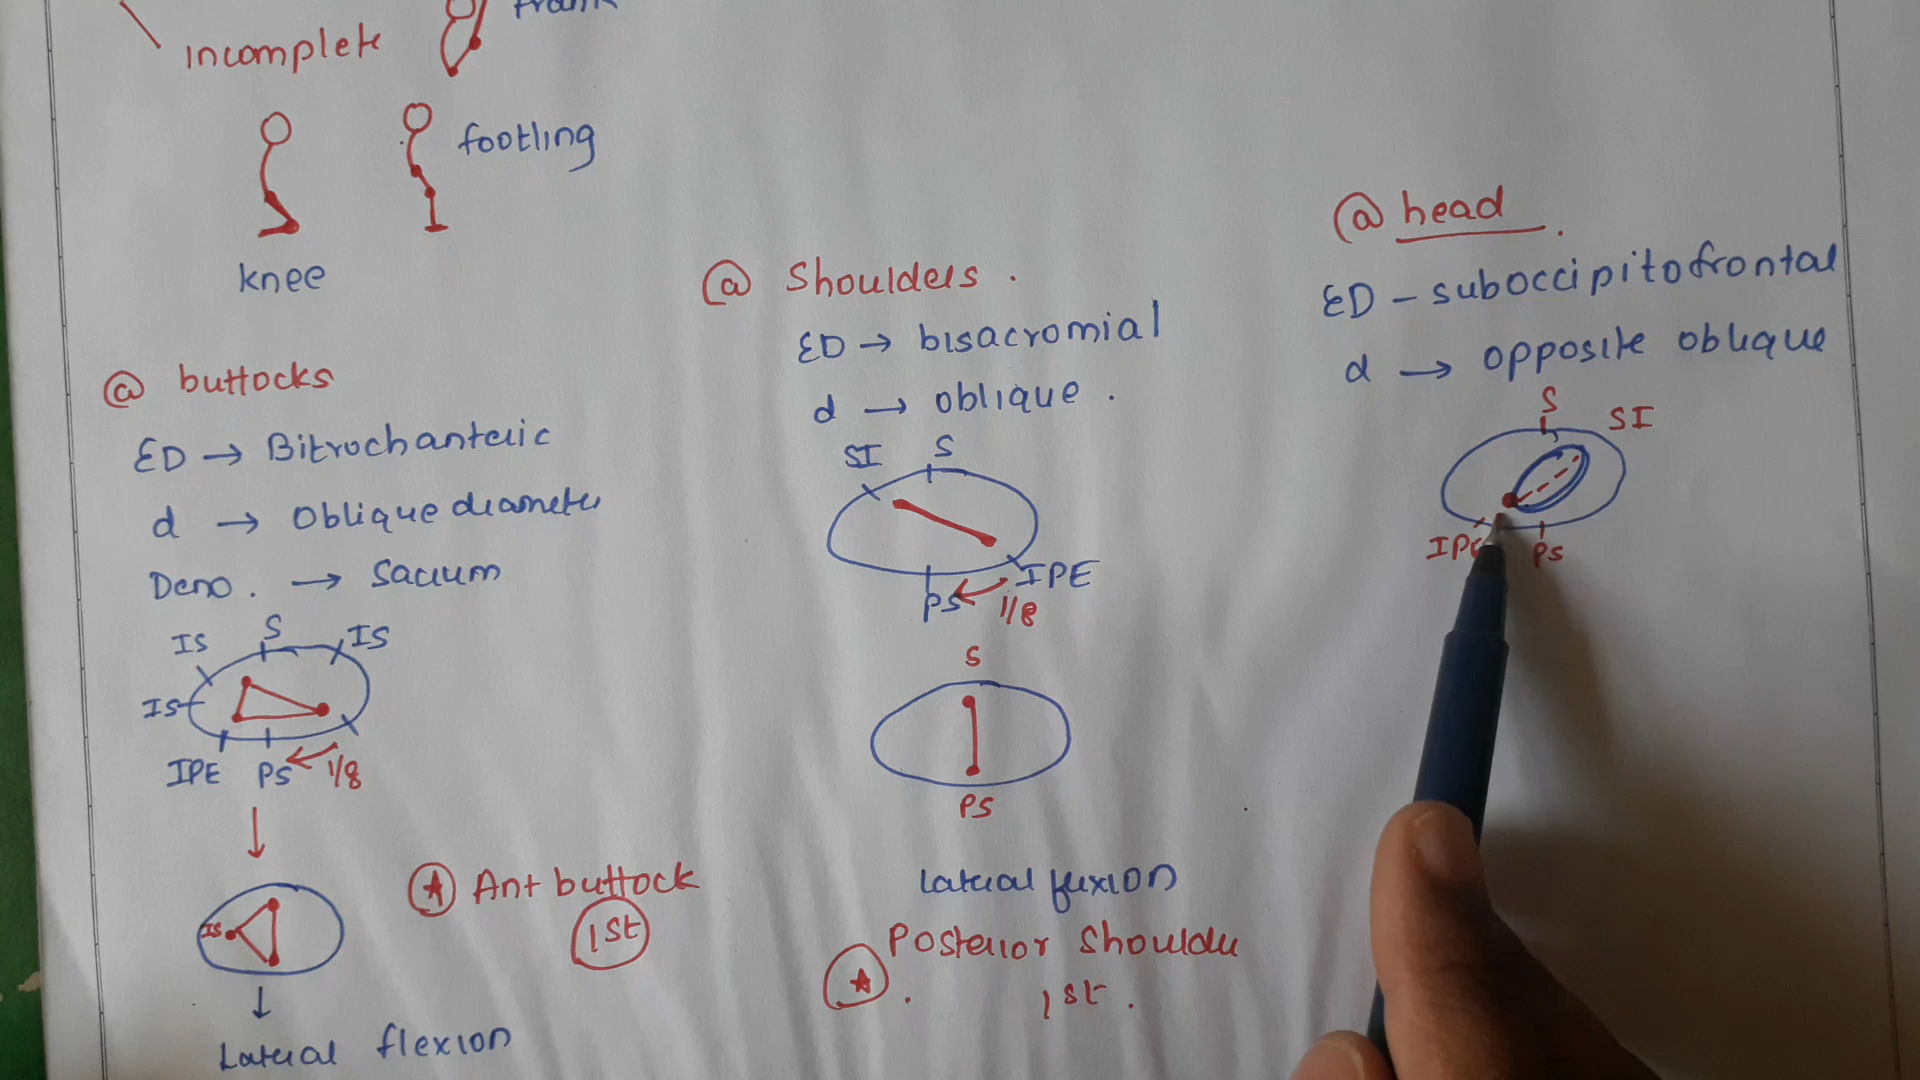 incomplete
footling
knee
@ buttocks
ED → Bitrochanteric
d → Oblique diameter
Deno. → Sacrum
IS S IS
IS
IPE PS 1/8
IS
★ Ant buttock
1st
Lateral flexion
@ Shoulders.
ED → bisacromial
d → oblique.
SI S
IPE
PS 1/8
S
PS
Lateral flexion
Posterior shoulder
★. 1st.
@ head.
ED - suboccipitofrontal
d → opposite oblique
S SI
PS